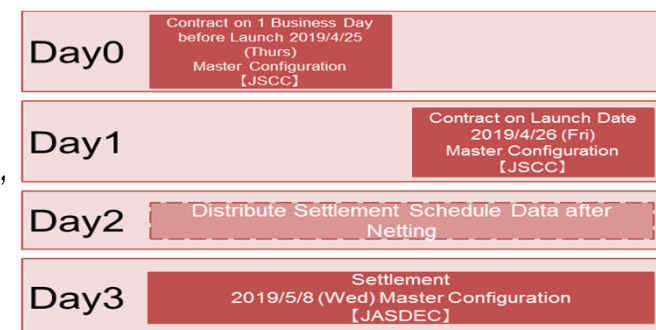 Contract on 1 Business Day
before Launch 2019/4/25
(Thurs)
Master Configuration
【JSCC】
Day0
Contract on Launch Date
2019/4/26 (Fri)
Master Configuration
【JSCC】
Day1
,
Distribute Settlement Schedule Data after
Netting
Day2
Settlement
2019/5/8 (Wed) Master Configuration
【JASDEC】
Day3